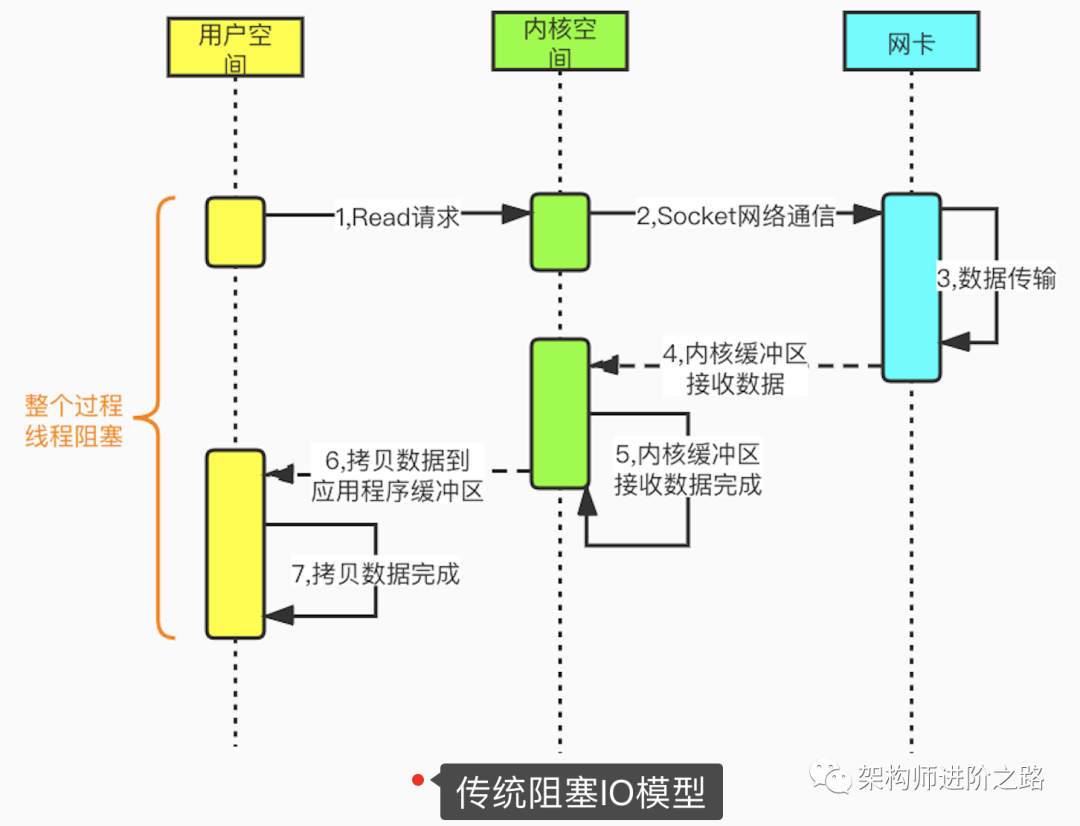 用户空
间
内核空
间
网卡
1,Read请求
2,Socket网络通信
3,数据传输
4,内核缓冲区
接收数据
整个过程
线程阻塞
6,拷贝数据到
应用程序缓冲区
5,内核缓冲区
接收数据完成
7,拷贝数据完成
传统阻塞IO模型
架构师进阶之路